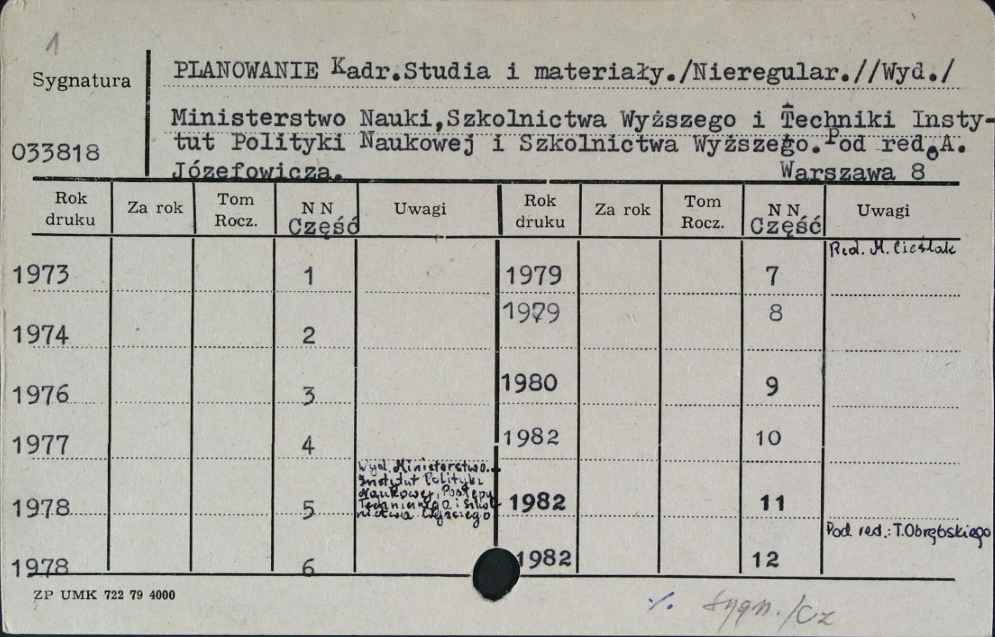 1
Sygnatura
PLANOWANIE Kadr.Studia i materiały./Nieregular.//Wyd./
Ministerstwo Nauki,Szkolnictwa Wyższego i Techniki Insty-
033818
tut Polityki Naukowej i Szkolnictwa Wyższego.Pod red.A.
Józefowicza. Warszawa 8
Rok druku Za rok Tom Rocz. N N Część Uwagi Rok druku Za rok Tom Rocz. N N Część Uwagi
Red. M. Cieślak
1973 1 1979 7
1979 8
1974 2
1976 3 1980 9
1977 4 1982 10
Wyd. Ministerstwo..
Instytut Polityki
Naukowej, Postępu
Technicznego i Szkol-
nictwa Wyższego
1978 5 1982 11
Pod. red.: T.Obrębskiego
1978 6 1982 12
ZP UMK 722 79 4000
sygn./Cz